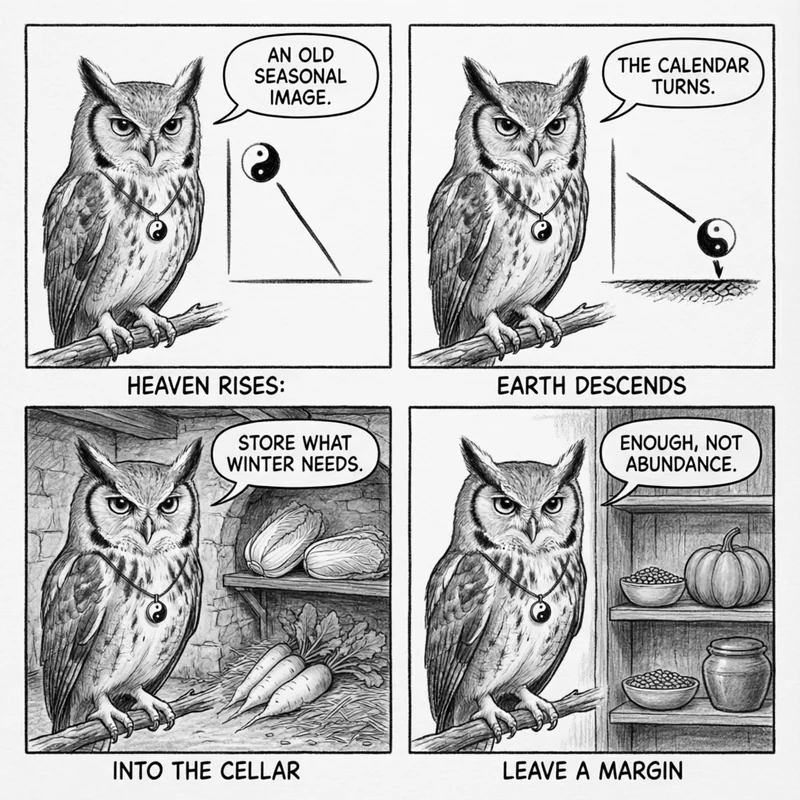 AN OLD
SEASONAL
IMAGE.
THE CALENDAR
TURNS.
HEAVEN RISES:
EARTH DESCENDS
STORE WHAT
WINTER NEEDS.
ENOUGH, NOT
ABUNDANCE.
INTO THE CELLAR
LEAVE A MARGIN